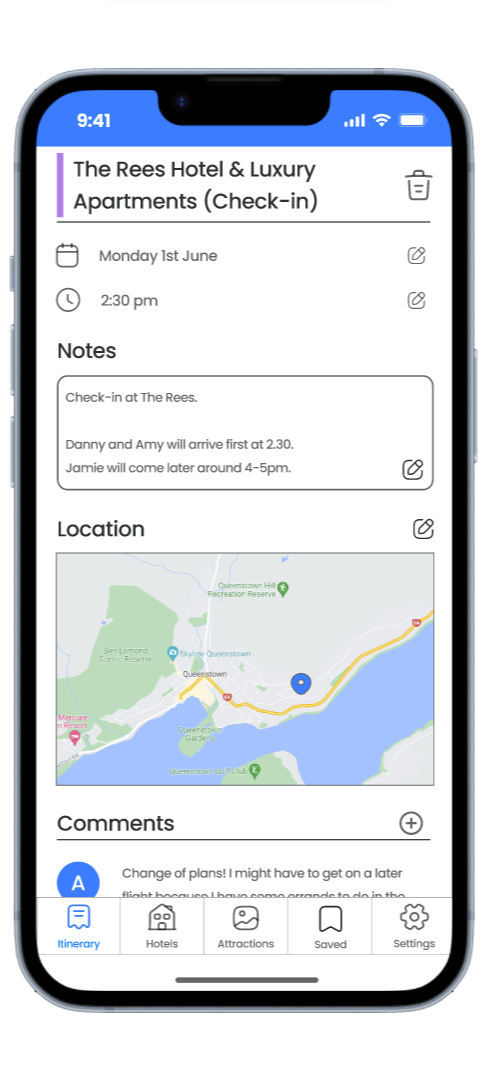 9:41
The Rees Hotel & Luxury
Apartments (Check-in)
Monday 1st June
2:30 pm
Notes
Check-in at The Rees.
Danny and Amy will arrive first at 2.30.
Jamie will come later around 4-5pm.
Location
Queenstown Hill
Recreation Reserve
Ben Lomond
Scenic Reserve
Skyline Queenstown
Queenstown
6A
6A
Mercure
n Resort
Queenstown
Gardens
Queenstown Golf Club
Comments
A
Change of plans! I might have to get on a later
flight because I have some errands to do in the
Itinerary
Hotels
Attractions
Saved
Settings